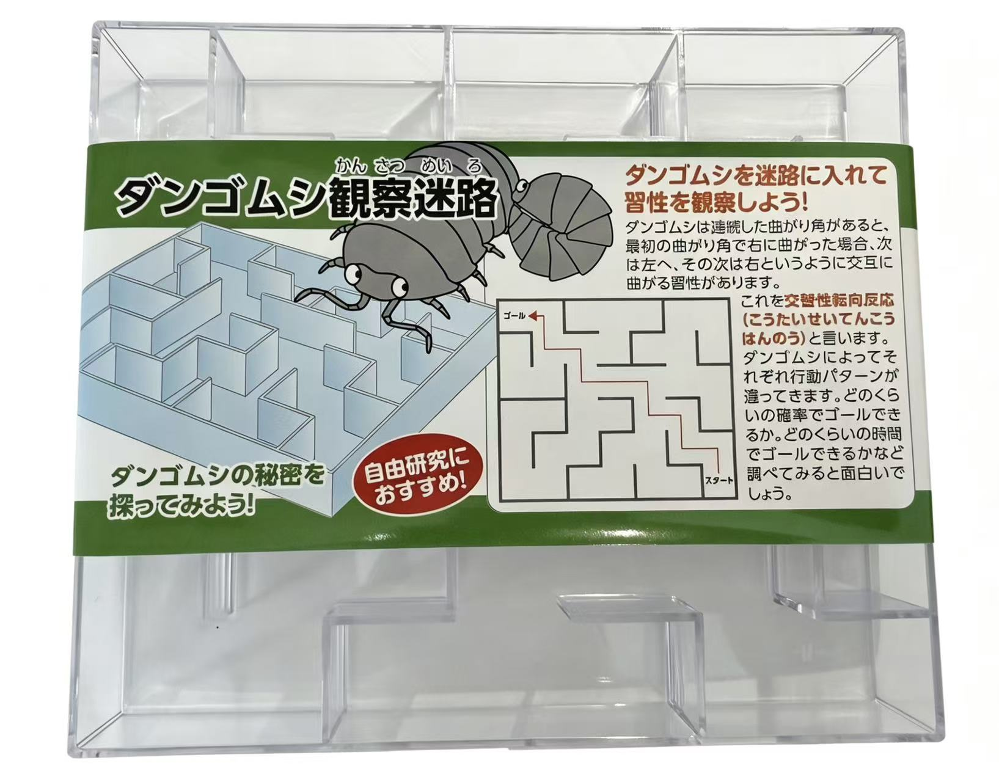 かんさつめいろ
ダンゴムシ観察迷路
ダンゴムシの秘密を
探ってみよう!
自由研究に
おすすめ!
ダンゴムシを迷路に入れて
習性を観察しよう!
ダンゴムシは連続した曲がり角があると、
最初の曲がり角で右に曲がった場合、次
は左へ、その次は右というように交互に
曲がる習性があります。
これを交替性転向反応
(こうたいせいてんこう
はんのう)と言います。
ダンゴムシによってそ
れぞれ行動パターンが
違ってきます。どのくら
いの確率でゴールでき
るか。どのくらいの時間
でゴールできるかなど
調べてみると面白いで
しょう。
ゴール
スタート